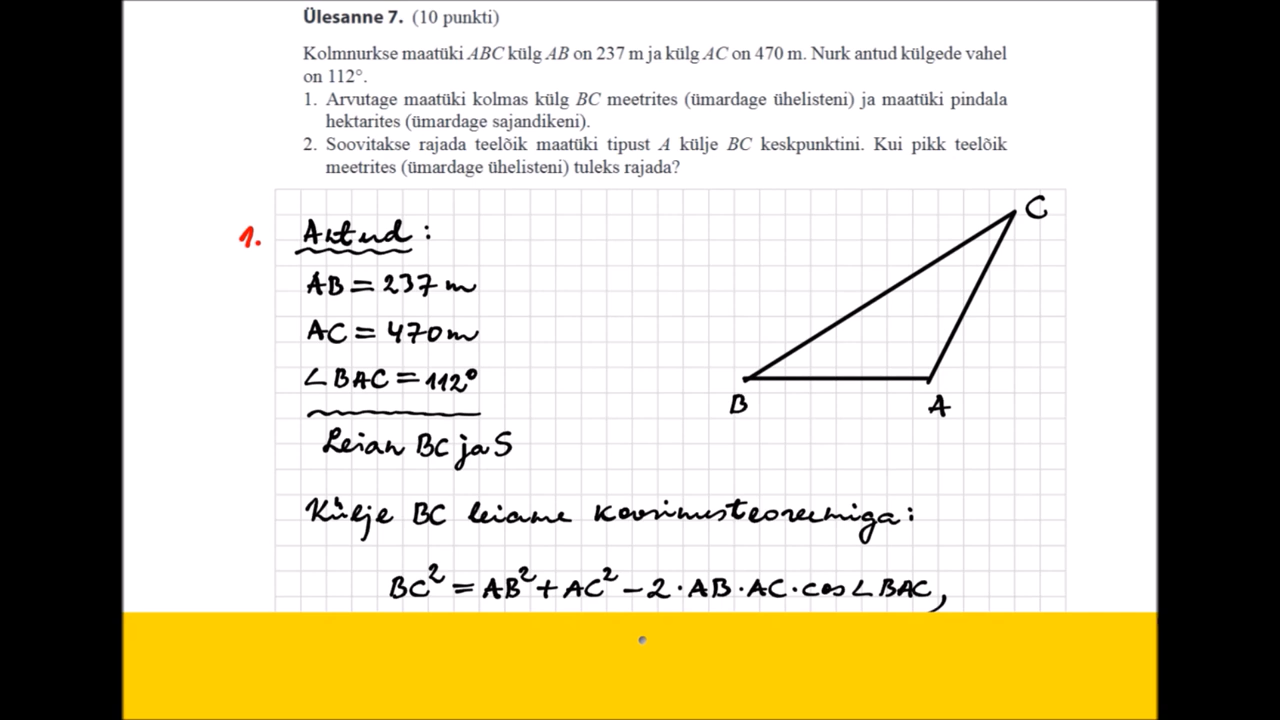 Ülesanne 7. (10 punkti)
Kolmnurkse maatüki ABC külg AB on 237 m ja külg AC on 470 m. Nurk antud külgede vahel
on 112°.
1. Arvutage maatüki kolmas külg BC meetrites (ümardage ühelisteni) ja maatüki pindala
hektarites (ümardage sajandikeni).
2. Soovitakse rajada teelõik maatüki tipust A külje BC keskpunktini. Kui pikk teelõik
meetrites (ümardage ühelisteni) tuleks rajada?
1. Antud:
AB = 237 m
AC = 470 m
∠BAC = 112°
Leian BC ja S
C
B
A
Külje BC leiame koosinusteoreemiga:
BC² = AB² + AC² − 2 · AB · AC · cos∠BAC,